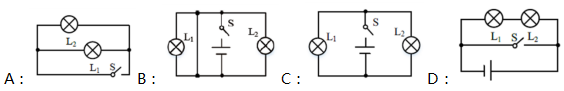 A： L₂ L₁ S B： L₁ S L₂ C： L₁ S L₂ D： L₁ S L₂